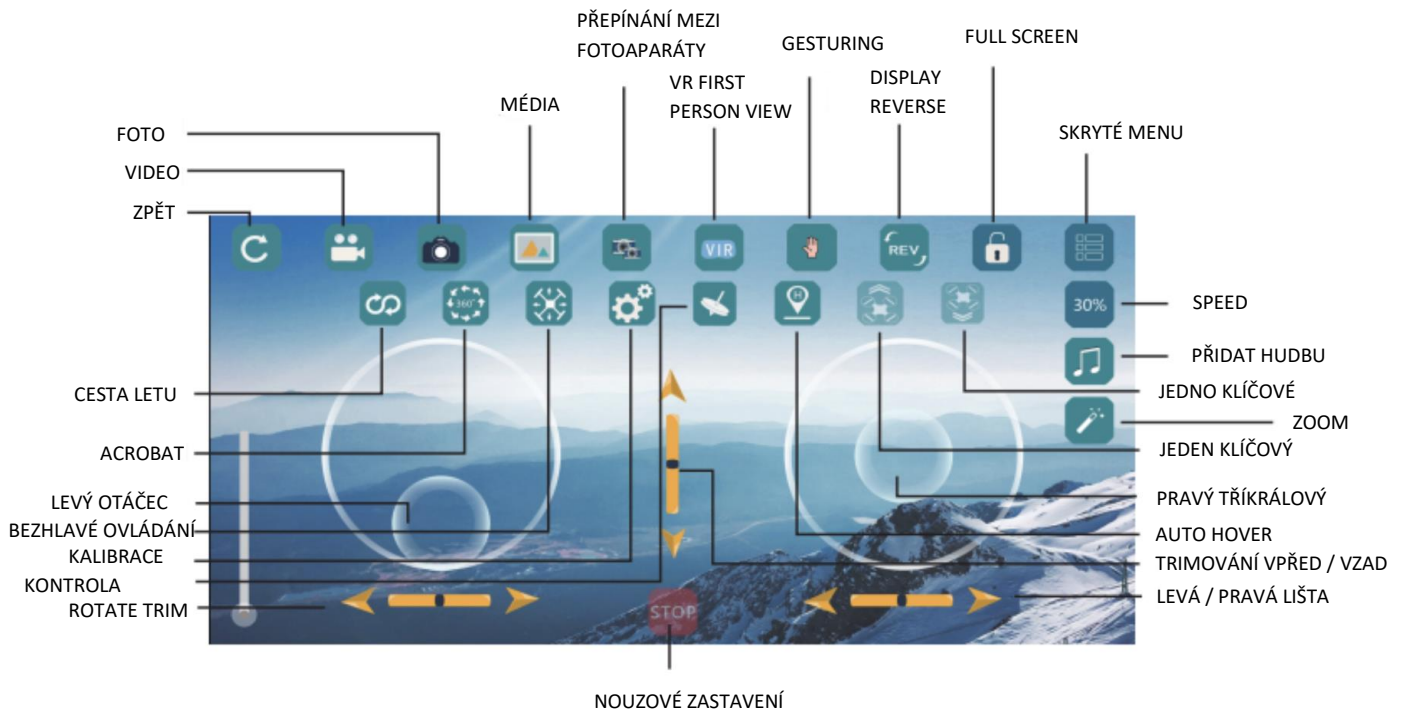 PŘEPÍNÁNÍ MEZI
FOTOAPARÁTY
GESTURING
FULL SCREEN
VR FIRST
PERSON VIEW
DISPLAY
REVERSE
MÉDIA
SKRYTÉ MENU
FOTO
VIDEO
ZPĚT
VIR
REV
360°
H
30%
SPEED
PŘIDAT HUDBU
CESTA LETU
JEDNO KLÍČOVÉ
ZOOM
ACROBAT
JEDEN KLÍČOVÝ
LEVÝ OTÁČEC
PRAVÝ TŘÍKRÁLOVÝ
BEZHLAVÉ OVLÁDÁNÍ
AUTO HOVER
KALIBRACE
TRIMOVÁNÍ VPŘED / VZAD
KONTROLA
ROTATE TRIM
LEVÁ / PRAVÁ LIŠTA
STOP
NOUZOVÉ ZASTAVENÍ